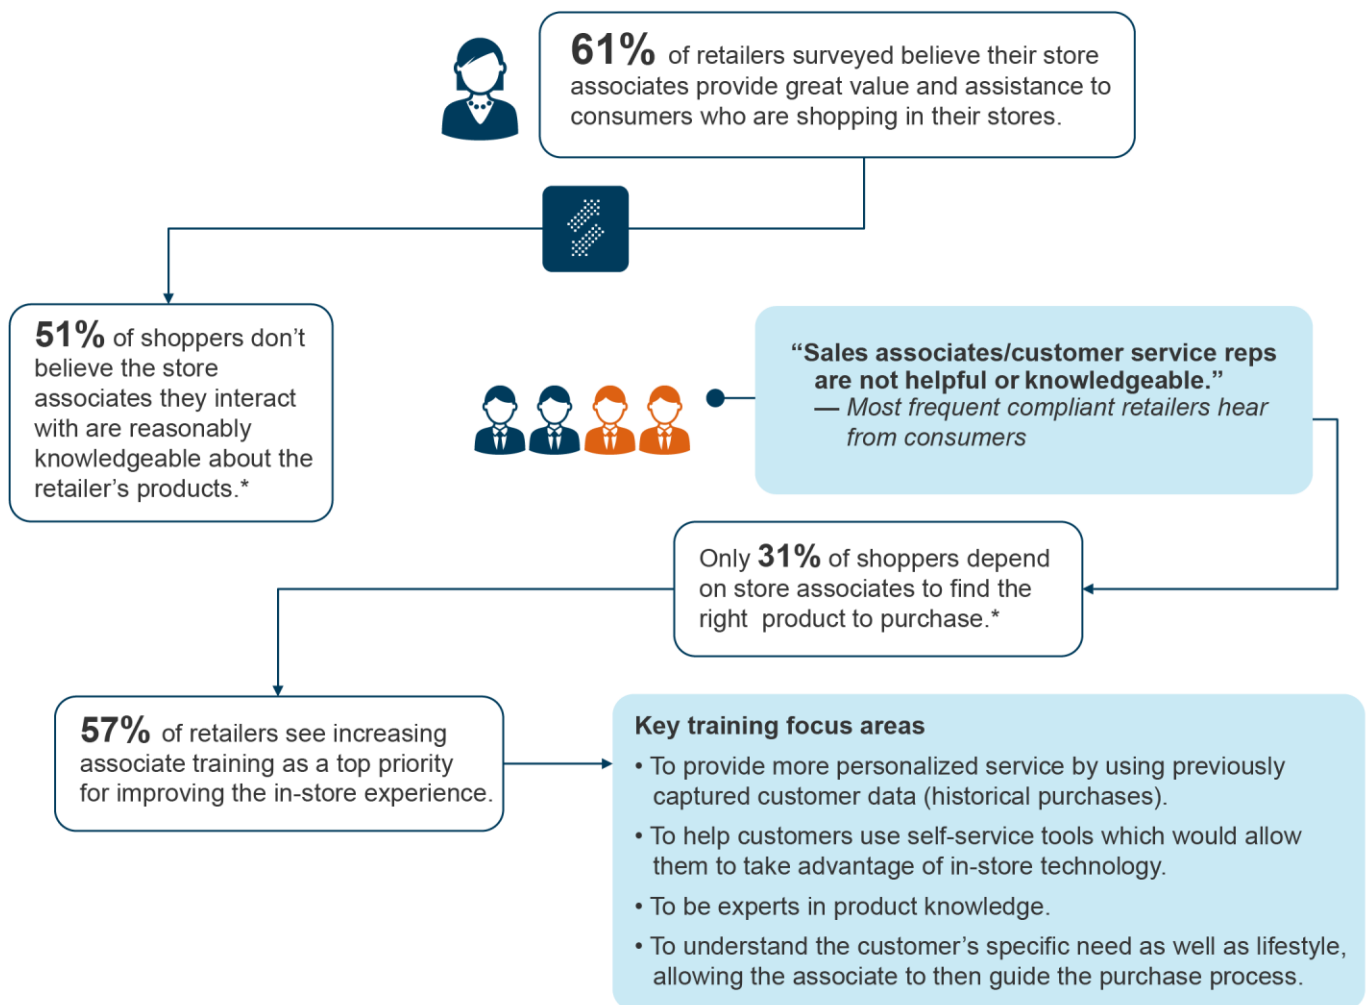 61% of retailers surveyed believe their store
associates provide great value and assistance to
consumers who are shopping in their stores.
51% of shoppers don’t
believe the store
associates they interact
with are reasonably
knowledgeable about the
retailer’s products.*
“Sales associates/customer service reps
are not helpful or knowledgeable.”
— Most frequent compliant retailers hear
from consumers
Only 31% of shoppers depend
on store associates to find the
right product to purchase.*
57% of retailers see increasing
associate training as a top priority
for improving the in-store experience.
Key training focus areas
• To provide more personalized service by using previously
captured customer data (historical purchases).
• To help customers use self-service tools which would allow
them to take advantage of in-store technology.
• To be experts in product knowledge.
• To understand the customer’s specific need as well as lifestyle,
allowing the associate to then guide the purchase process.